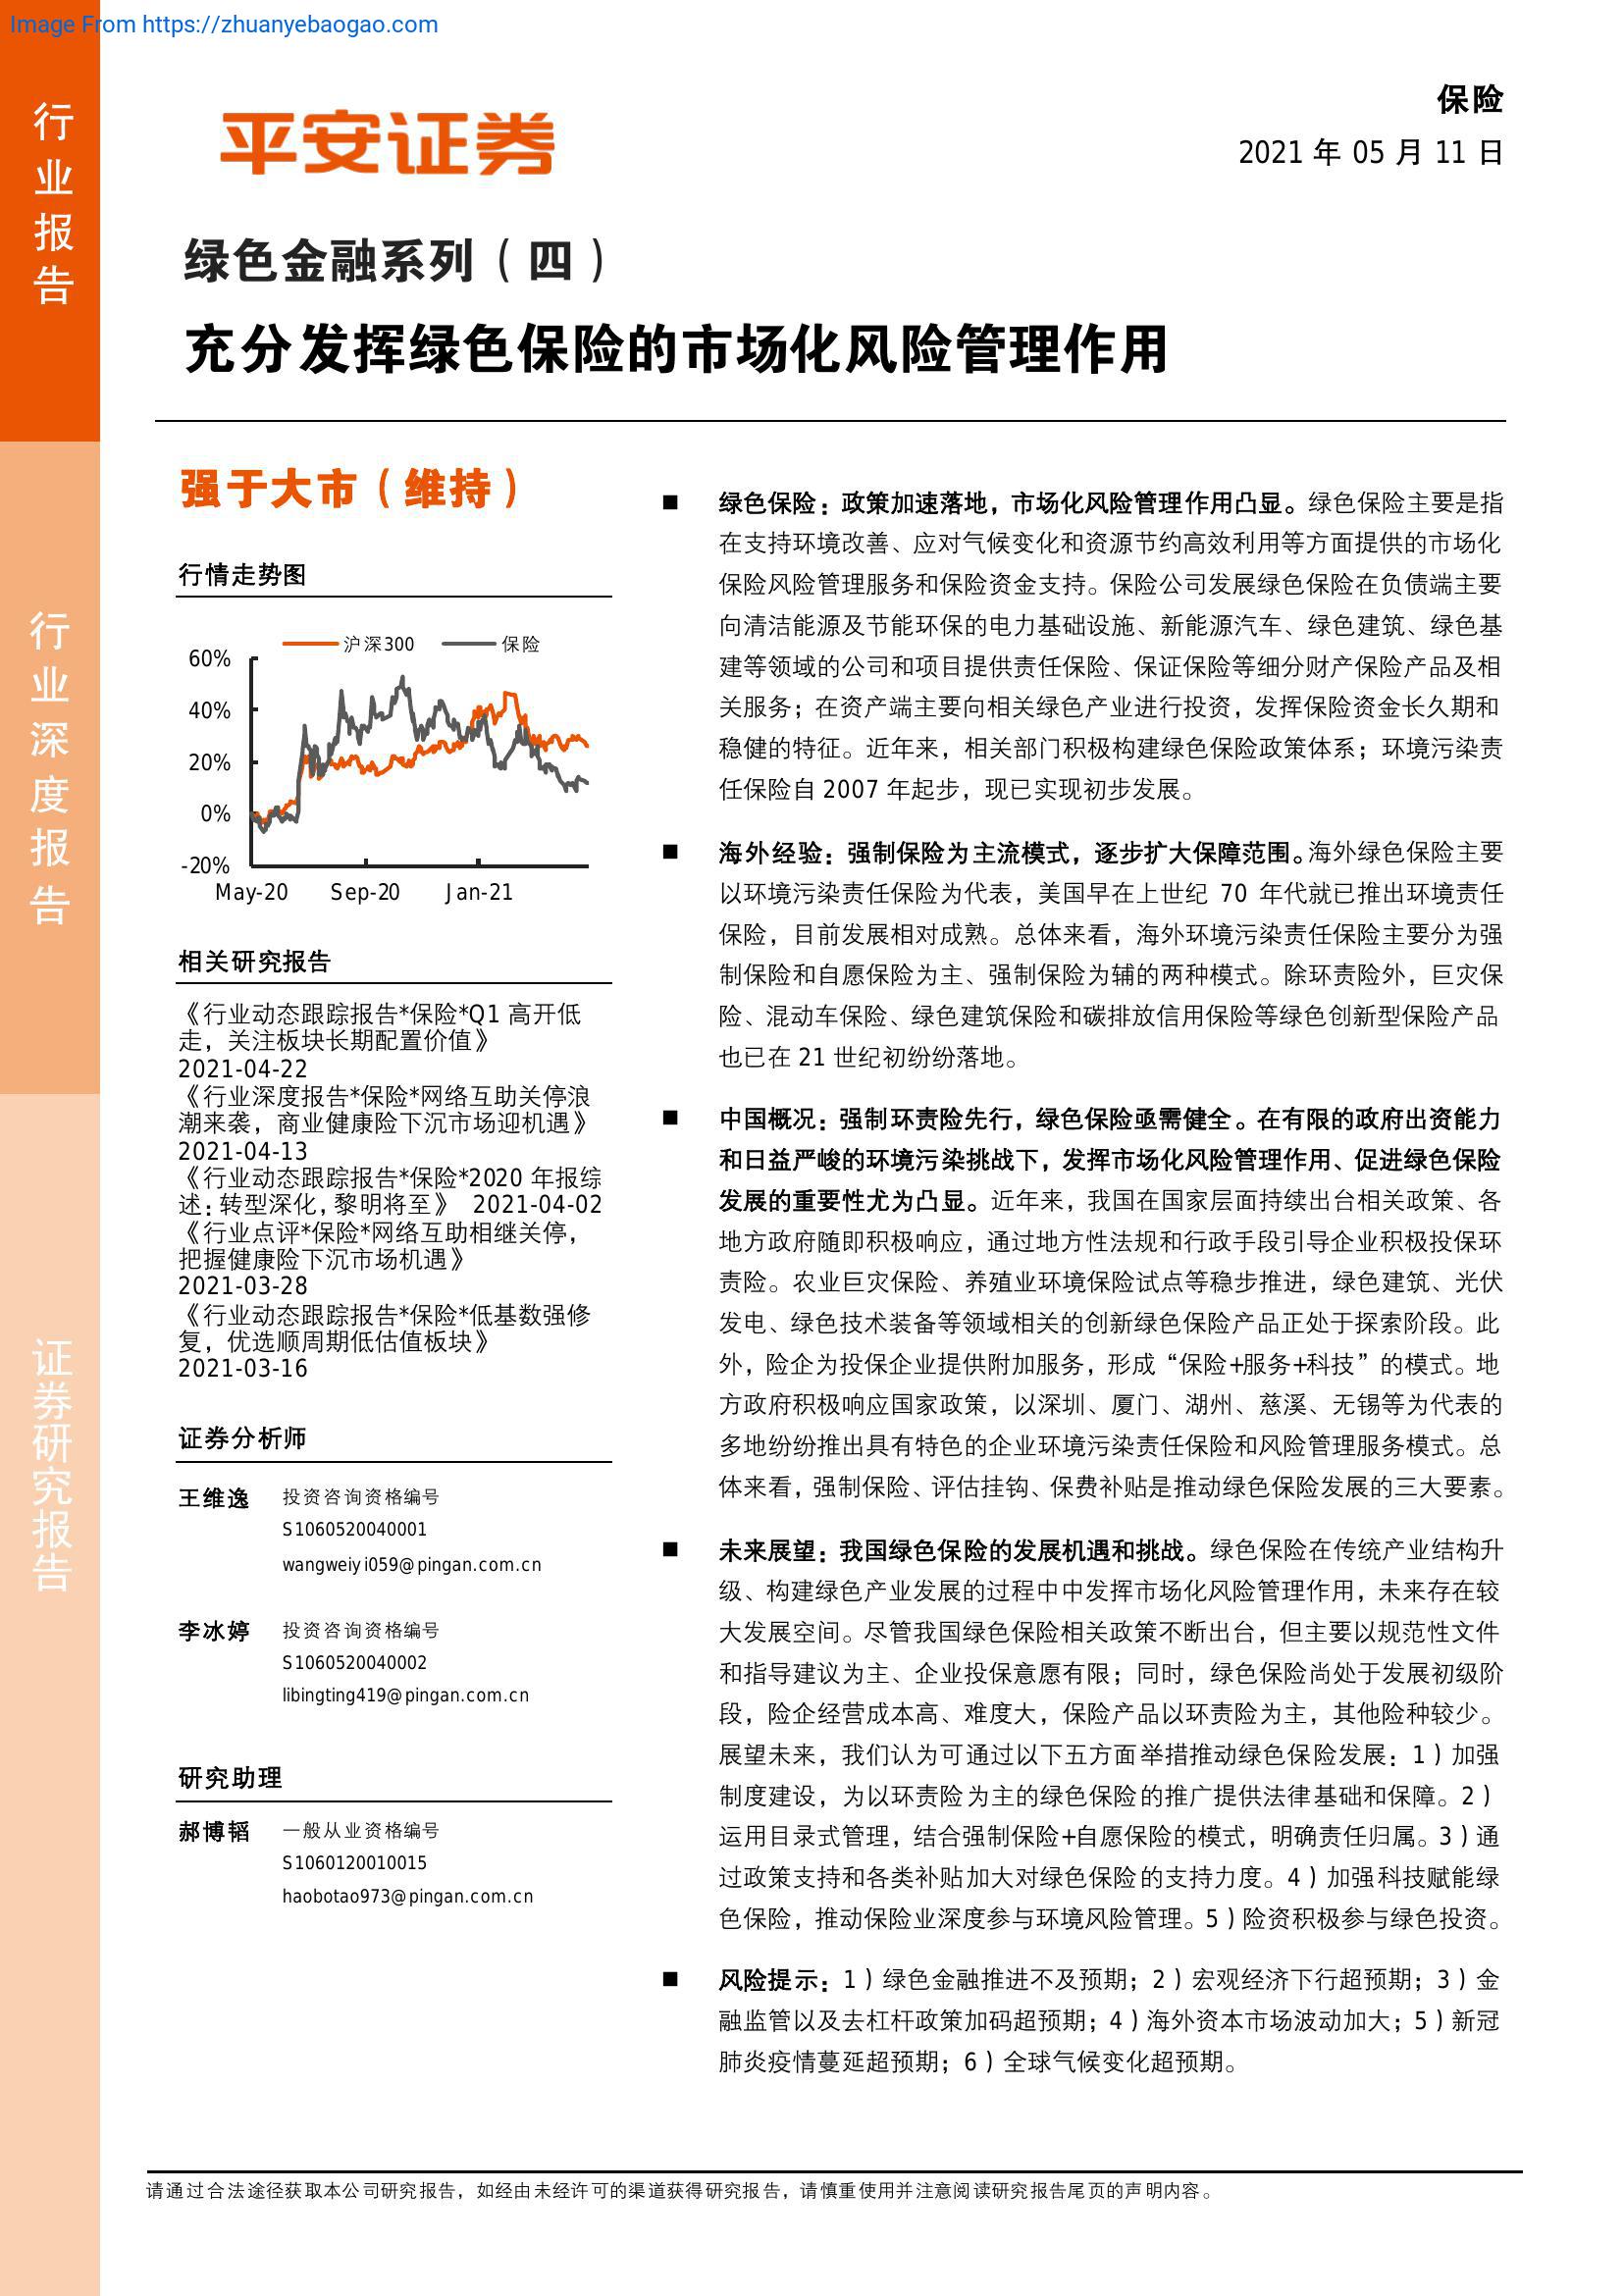 Image From https://zhuanyebaogao.com
行业报告
行业深度报告
证券研究报告
平安证券
保险
2021 年 05 月 11 日
绿色金融系列（四）
充分发挥绿色保险的市场化风险管理作用
强于大市（维持）
行情走势图
沪深300 保险
60%
40%
20%
0%
-20%
May-20 Sep-20 Jan-21
相关研究报告
《行业动态跟踪报告*保险*Q1 高开低
走，关注板块长期配置价值》
2021-04-22
《行业深度报告*保险*网络互助关停浪
潮来袭，商业健康险下沉市场迎机遇》
2021-04-13
《行业动态跟踪报告*保险*2020 年报综
述：转型深化，黎明将至》 2021-04-02
《行业点评*保险*网络互助相继关停，
把握健康险下沉市场机遇》
2021-03-28
《行业动态跟踪报告*保险*低基数强修
复，优选顺周期低估值板块》
2021-03-16
证券分析师
王维逸 投资咨询资格编号
S1060520040001
wangweiyi059@pingan.com.cn
李冰婷 投资咨询资格编号
S1060520040002
libingting419@pingan.com.cn
研究助理
郝博韬 一般从业资格编号
S1060120010015
haobotao973@pingan.com.cn
■ 绿色保险：政策加速落地，市场化风险管理作用凸显。绿色保险主要是指
在支持环境改善、应对气候变化和资源节约高效利用等方面提供的市场化
保险风险管理服务和保险资金支持。保险公司发展绿色保险在负债端主要
向清洁能源及节能环保的电力基础设施、新能源汽车、绿色建筑、绿色基
建等领域的公司和项目提供责任保险、保证保险等细分财产保险产品及相
关服务；在资产端主要向相关绿色产业进行投资，发挥保险资金长久期和
稳健的特征。近年来，相关部门积极构建绿色保险政策体系；环境污染责
任保险自 2007 年起步，现已实现初步发展。
■ 海外经验：强制保险为主流模式，逐步扩大保障范围。海外绿色保险主要
以环境污染责任保险为代表，美国早在上世纪 70 年代就已推出环境责任
保险，目前发展相对成熟。总体来看，海外环境污染责任保险主要分为强
制保险和自愿保险为主、强制保险为辅的两种模式。除环责险外，巨灾保
险、混动车保险、绿色建筑保险和碳排放信用保险等绿色创新型保险产品
也已在 21 世纪初纷纷落地。
■ 中国概况：强制环责险先行，绿色保险亟需健全。在有限的政府出资能力
和日益严峻的环境污染挑战下，发挥市场化风险管理作用、促进绿色保险
发展的重要性尤为凸显。近年来，我国在国家层面持续出台相关政策、各
地方政府随即积极响应，通过地方性法规和行政手段引导企业积极投保环
责险。农业巨灾保险、养殖业环境保险试点等稳步推进，绿色建筑、光伏
发电、绿色技术装备等领域相关的创新绿色保险产品正处于探索阶段。此
外，险企为投保企业提供附加服务，形成“保险+服务+科技”的模式。地
方政府积极响应国家政策，以深圳、厦门、湖州、慈溪、无锡等为代表的
多地纷纷推出具有特色的企业环境污染责任保险和风险管理服务模式。总
体来看，强制保险、评估挂钩、保费补贴是推动绿色保险发展的三大要素。
■ 未来展望：我国绿色保险的发展机遇和挑战。绿色保险在传统产业结构升
级、构建绿色产业发展的过程中中发挥市场化风险管理作用，未来存在较
大发展空间。尽管我国绿色保险相关政策不断出台，但主要以规范性文件
和指导建议为主、企业投保意愿有限；同时，绿色保险尚处于发展初级阶
段，险企经营成本高、难度大，保险产品以环责险为主，其他险种较少。
展望未来，我们认为可通过以下五方面举措推动绿色保险发展：1）加强
制度建设，为以环责险为主的绿色保险的推广提供法律基础和保障。2）
运用目录式管理，结合强制保险+自愿保险的模式，明确责任归属。3）通
过政策支持和各类补贴加大对绿色保险的支持力度。4）加强科技赋能绿
色保险，推动保险业深度参与环境风险管理。5）险资积极参与绿色投资。
■ 风险提示：1）绿色金融推进不及预期；2）宏观经济下行超预期；3）金
融监管以及去杠杆政策加码超预期；4）海外资本市场波动加大；5）新冠
肺炎疫情蔓延超预期；6）全球气候变化超预期。
请通过合法途径获取本公司研究报告，如经由未经许可的渠道获得研究报告，请慎重使用并注意阅读研究报告尾页的声明内容。